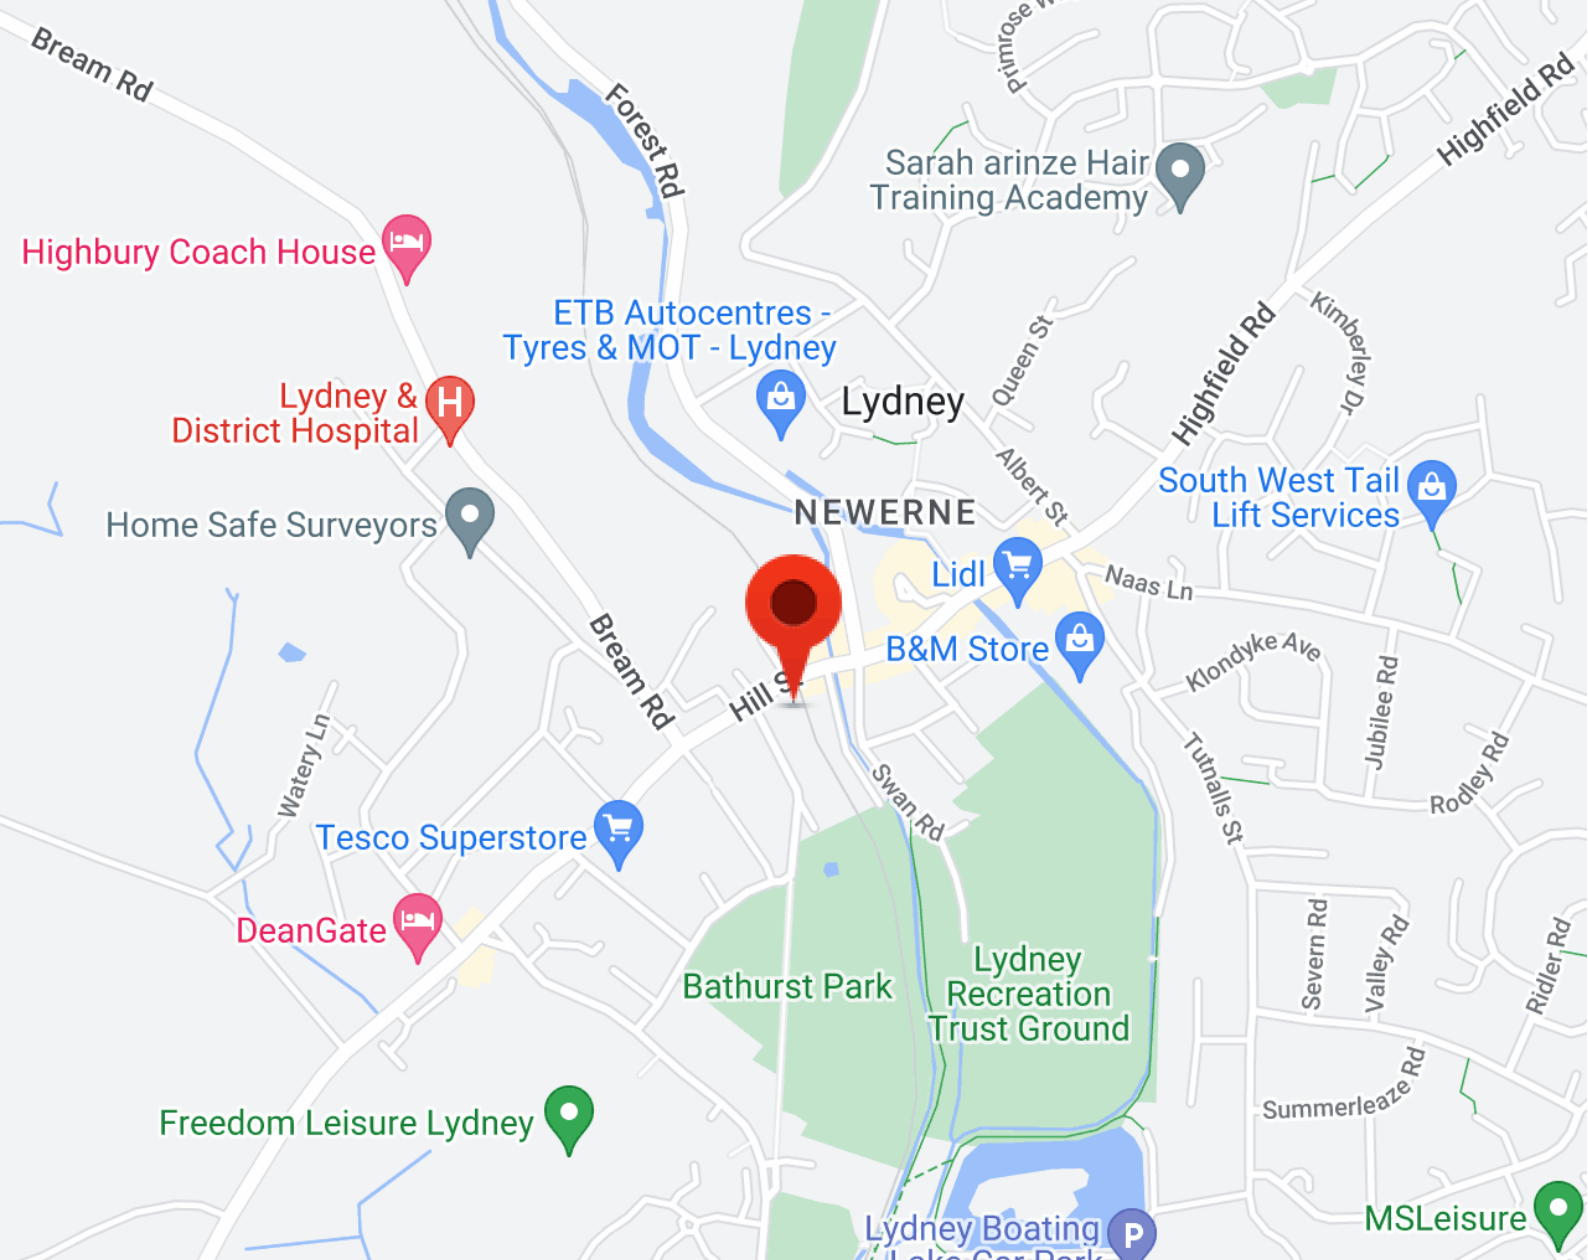 Bream Rd
Forest Rd
Primrose
Highfield Rd
Sarah arinze Hair
Training Academy
Highbury Coach House
ETB Autocentres -
Tyres & MOT - Lydney
Queen St
Highfield Rd
Kimberley Dr
Lydney &
District Hospital
Lydney
Albert St
South West Tail
Lift Services
Home Safe Surveyors
NEWERNE
Lidl
Naas Ln
Bream Rd
B&M Store
Klondyke Ave
Jubilee Rd
Hill
Watery Ln
Tutnalls St
Rodley Rd
Swan Rd
Tesco Superstore
DeanGate
Bathurst Park
Lydney
Recreation
Trust Ground
Severn Rd
Valley Rd
Ridler Rd
Summerleaze Rd
Freedom Leisure Lydney
MSLeisure
Lydney Boating
Lake Car Park
P
H